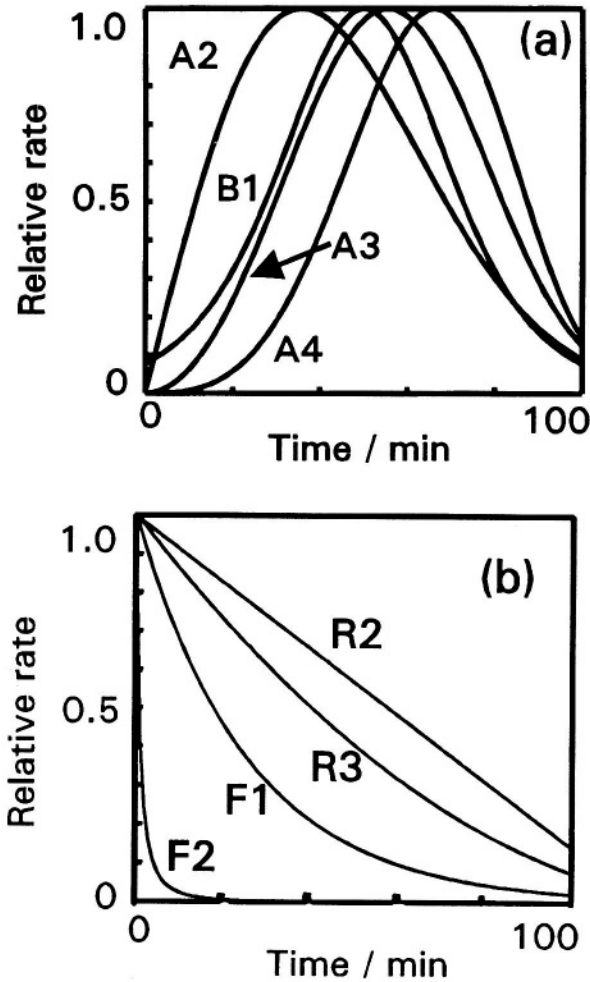 1.0
(a)
A2
Relative rate
0.5
B1
A3
A4
0
0
100
Time / min
1.0
(b)
Relative rate
R2
0.5
R3
F1
F2
0
0
100
Time / min